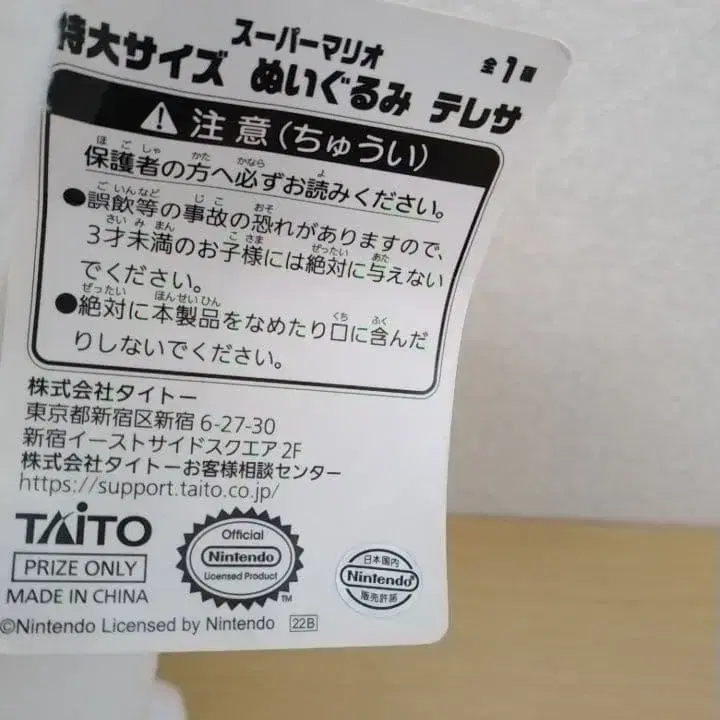 スーパーマリオ
特大サイズ ぬいぐるみ テレサ
全1種
注意(ちゅうい)
保護者の方へ必ずお読みください。
●誤飲等の事故の恐れがありますので、
3才未満のお子様には絶対に与えない
でください。
●絶対に本製品をなめたり口に含んだ
りしないでください。
株式会社タイトー
東京都新宿区新宿 6-27-30
新宿イーストサイドスクエア 2F
株式会社タイトーお客様相談センター
https://support.taito.co.jp/
TAITO
PRIZE ONLY
MADE IN CHINA
Official
Nintendo
Licensed Product
TM
日本国内
Nintendo
販売許諾
©Nintendo Licensed by Nintendo 22B